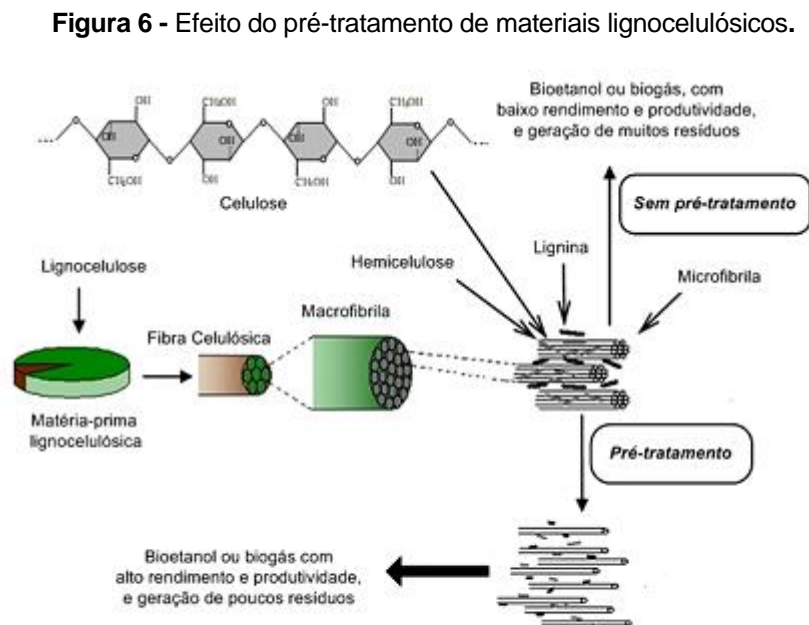 Figura 6 - Efeito do pré-tratamento de materiais lignocelulósicos.
OH
CH₂OH
OH
CH₂OH
Bioetanol ou biogás, com
baixo rendimento e produtividade,
e geração de muitos resíduos
O
O
O
O
O
OH
O
OH
OH
OH
O
O
O
O
...
...
CH₂OH
OH
CH₂OH
OH
Celulose
Sem pré-tratamento
Lignina
Lignocelulose
Hemicelulose
Microfibrila
Macrofibrila
Fibra Celulósica
Matéria-prima
lignocelulósica
Pré-tratamento
Bioetanol ou biogás com
alto rendimento e produtividade,
e geração de poucos resíduos